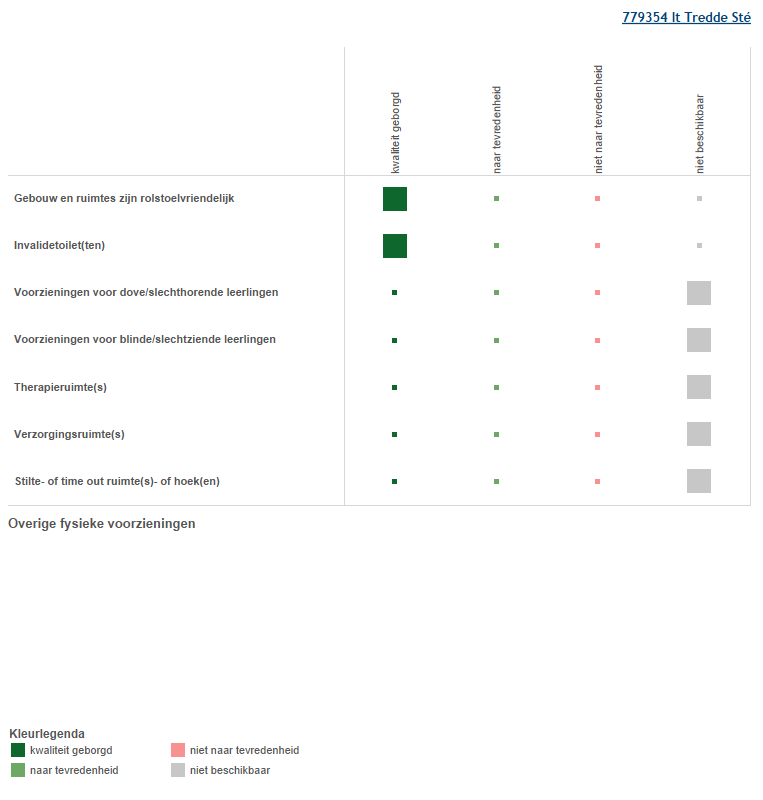 779354 It Tredde Sté
kwaliteit geborgd
naar tevredenheid
niet naar tevredenheid
niet beschikbaar
Gebouw en ruimtes zijn rolstoelvriendelijk
Invalidetoilet(ten)
Voorzieningen voor dove/slechthorende leerlingen
Voorzieningen voor blinde/slechtziende leerlingen
Therapieruimte(s)
Verzorgingsruimte(s)
Stilte- of time out ruimte(s)- of hoek(en)
Overige fysieke voorzieningen
Kleurlegenda
kwaliteit geborgd
niet naar tevredenheid
naar tevredenheid
niet beschikbaar